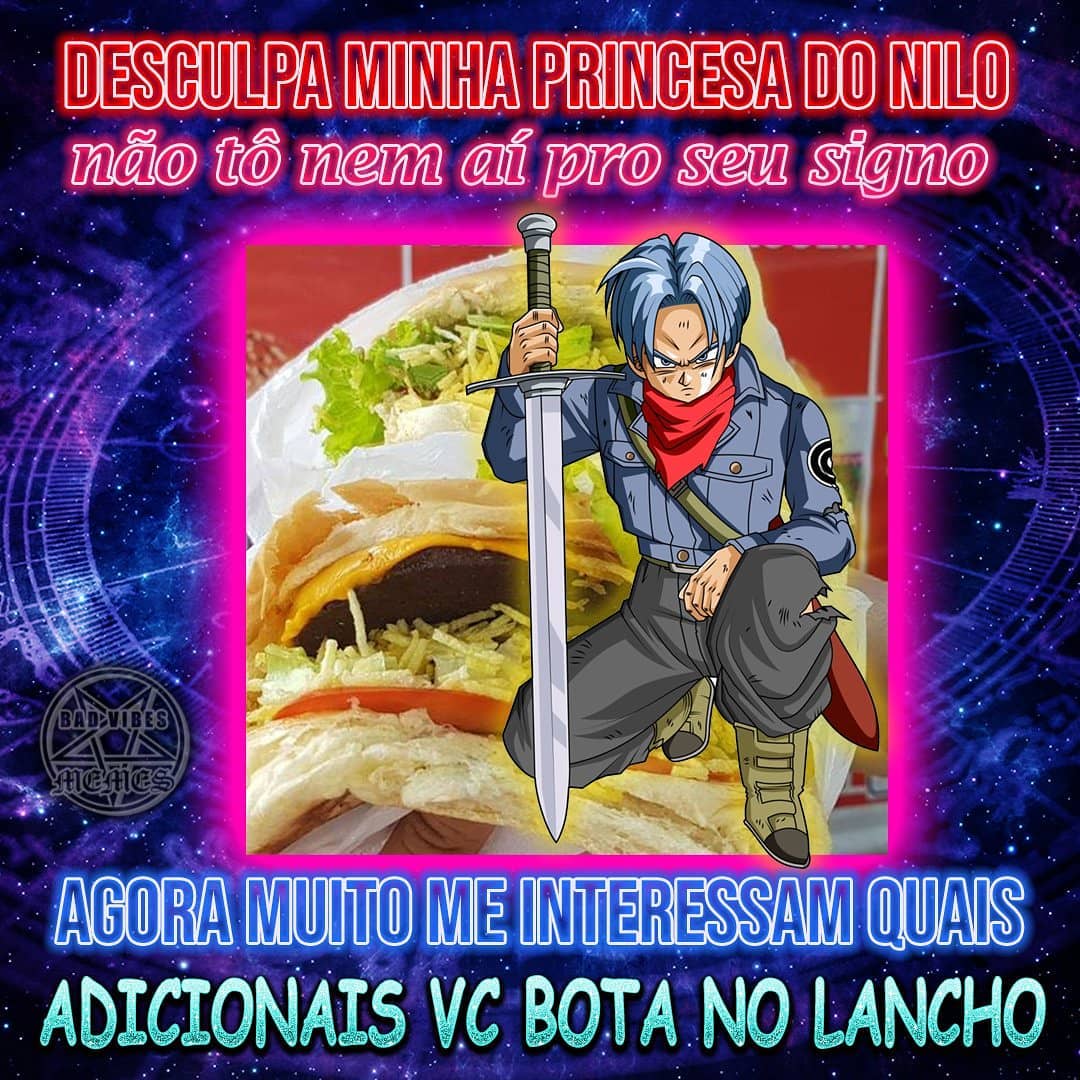 DESCULPA MINHA PRINCESA DO NILO
não tô nem aí pro seu signo
BAD VIBES
MEMES
AGORA MUITO ME INTERESSAM QUAIS
ADICIONAIS VC BOTA NO LANCHO